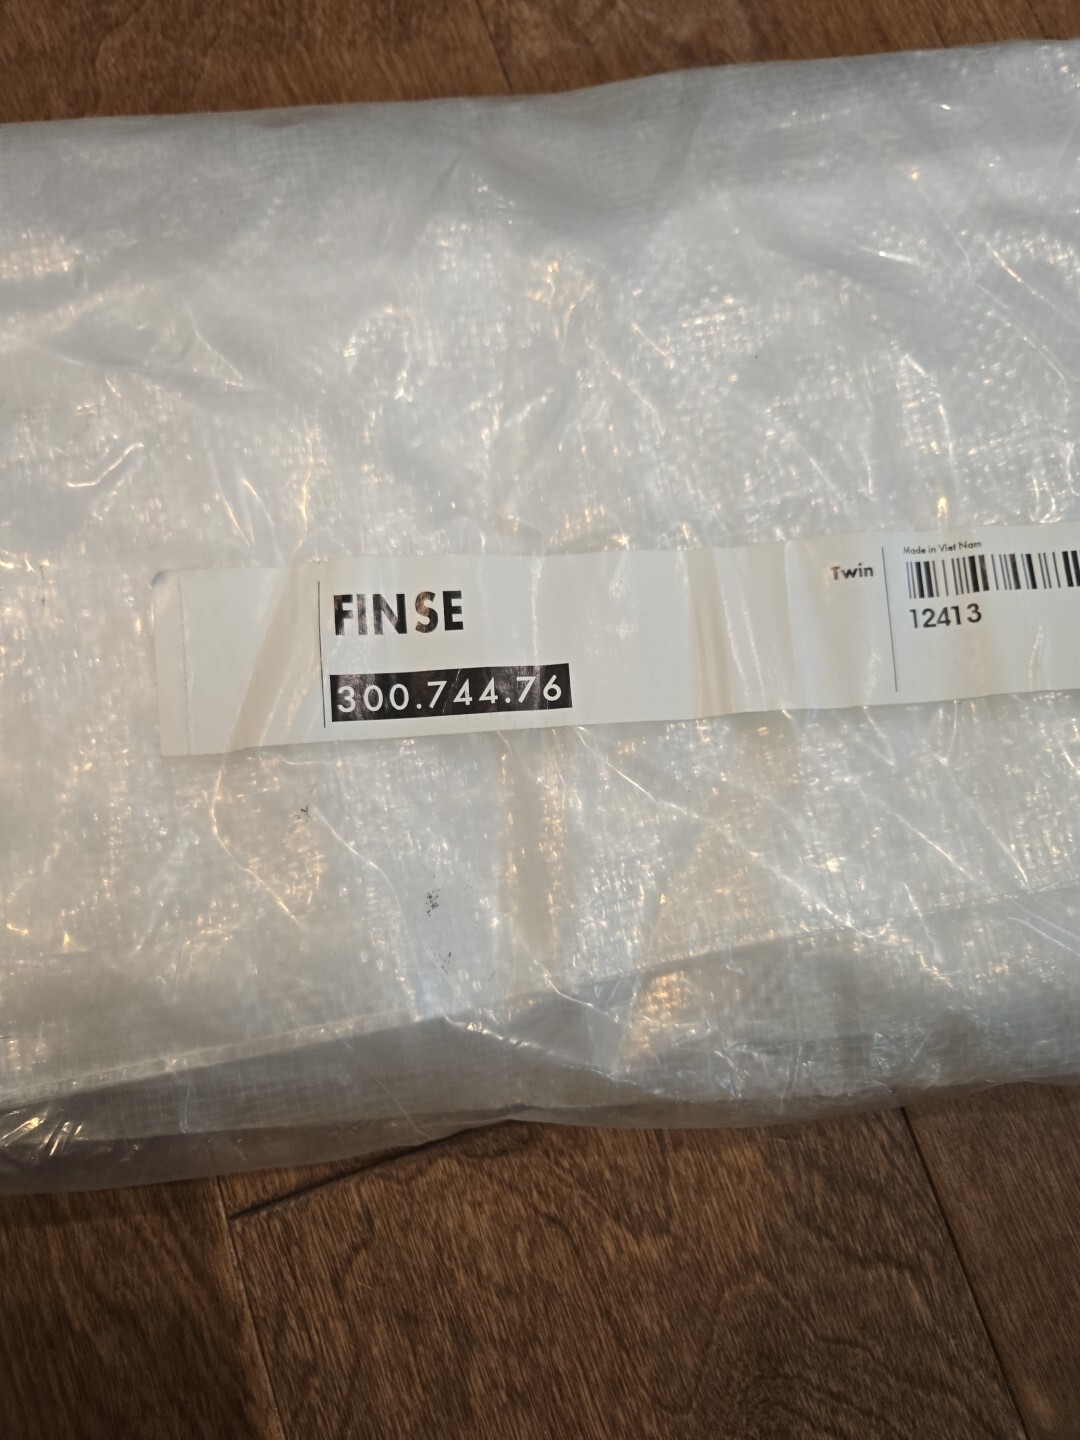 FINSE
300.744.76
Twin
Made in Viet Nam
12413